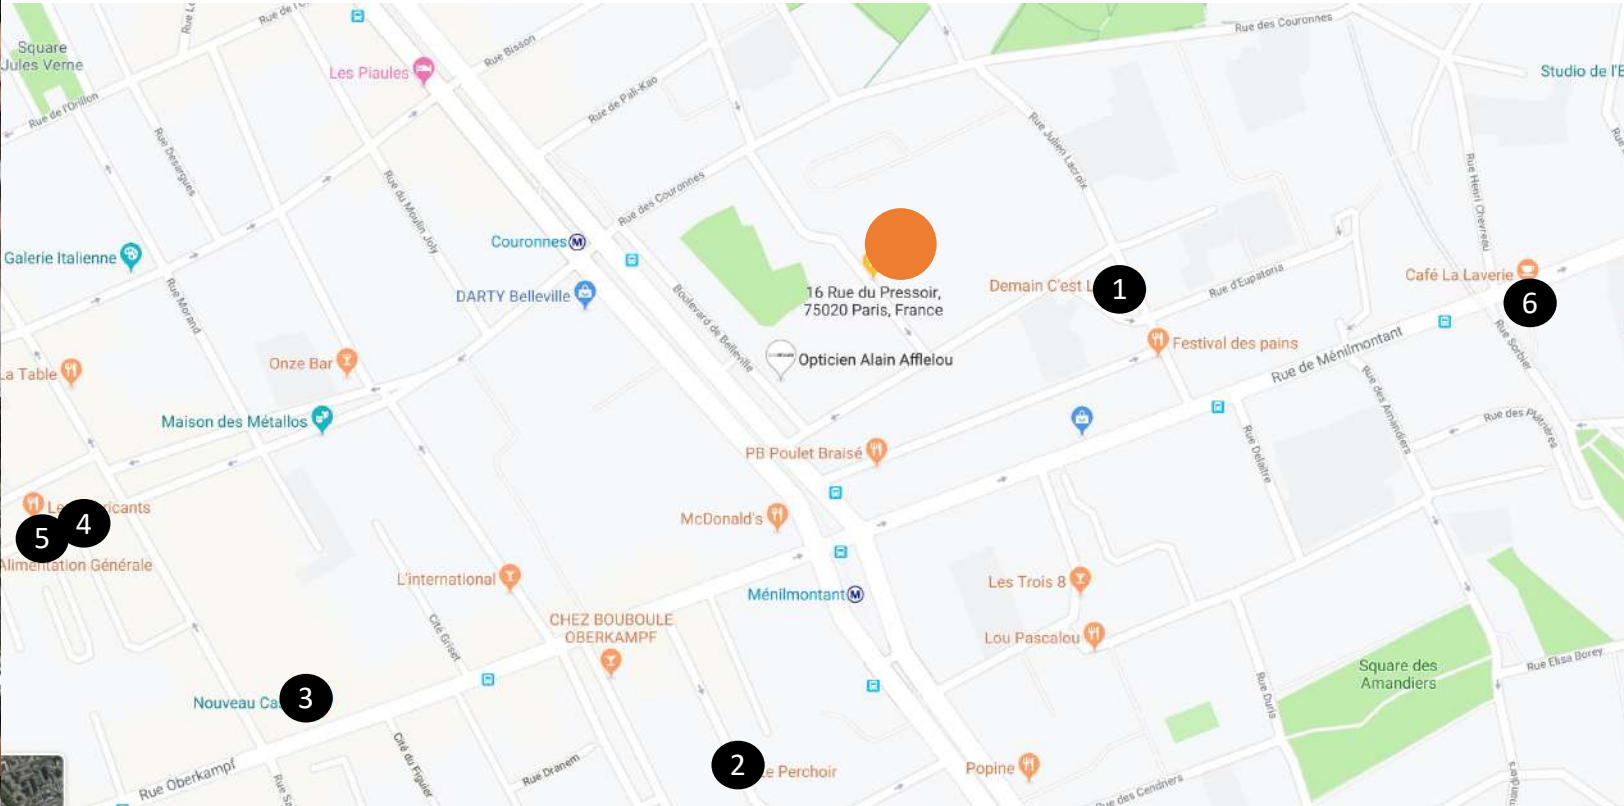 Rue des Couronnes
Square
Jules Verne
Les Piaules
Rue Bisson
Studio de l'E
Rue de l'Orillon
Rue de Pali-Kao
Rue Desargues
Rue Julien Lacroix
Rue du Moulin Joly
Rue des Couronnes
Rue Henri Chevreau
Couronnes M
Galerie Italienne
DARTY Belleville
Rue Morand
Boulevard de Belleville
16 Rue du Pressoir,
75020 Paris, France
Demain C'est L
1
Rue d'Eupatoria
Café La Laverie
6
Rue Sorbier
Festival des pains
Rue de Ménilmontant
Onze Bar
Opticien Alain Afflelou
La Table
Maison des Métallos
Rue des Amandiers
Rue des Plâtrières
PB Poulet Braisé
Rue Delaitre
McDonald's
4
5
Alimentation Générale
L'international
Ménilmontant M
Les Trois 8
CHEZ BOUBOULE
OBERKAMPF
Cité Griset
Lou Pascalou
Square des
Amandiers
Rue Elisa Borey
Nouveau Ca
3
Rue Duris
Cité du Figuier
Rue Dranem
2
Le Perchoir
Popine
Rue Oberkampf
Rue Sa
Rue des Cendriers